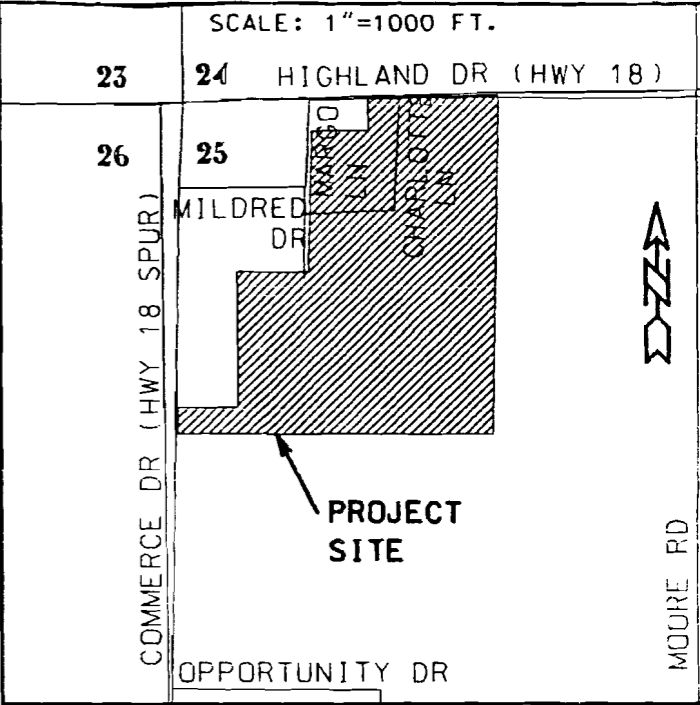 SCALE: 1"=1000 FT.
23
24
HIGHLAND DR (HWY 18)
26
25
MARGO
LN
CHARLOTTE
LN
MILDRED
DR
COMMERCE DR (HWY 18 SPUR)
N
PROJECT
SITE
MOORE RD
OPPORTUNITY DR